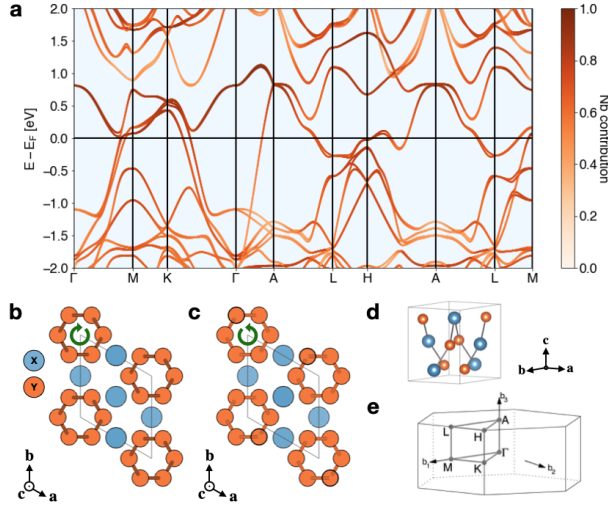 a
2.0
1.5
1.0
0.5
0.0
−0.5
−1.0
−1.5
−2.0
E − EF [eV]
Γ M K Γ A L H A L M
1.0
0.8
0.6
0.4
0.2
0.0
Nb contribution
b
X
Y
b
c a
c
b
c a
d
c
b a
e
b3
A
L H
Γ
M K
b1
b2